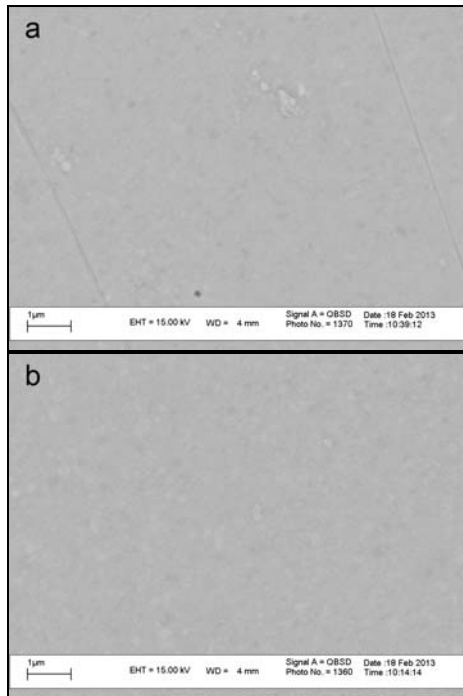 a
1µm
EHT = 15.00 kV WD = 4 mm
Signal A = QBSD Date :18 Feb 2013
Photo No. = 1370 Time :10:39:12
b
1µm
EHT = 15.00 kV WD = 4 mm
Signal A = QBSD Date :18 Feb 2013
Photo No. = 1360 Time :10:14:14